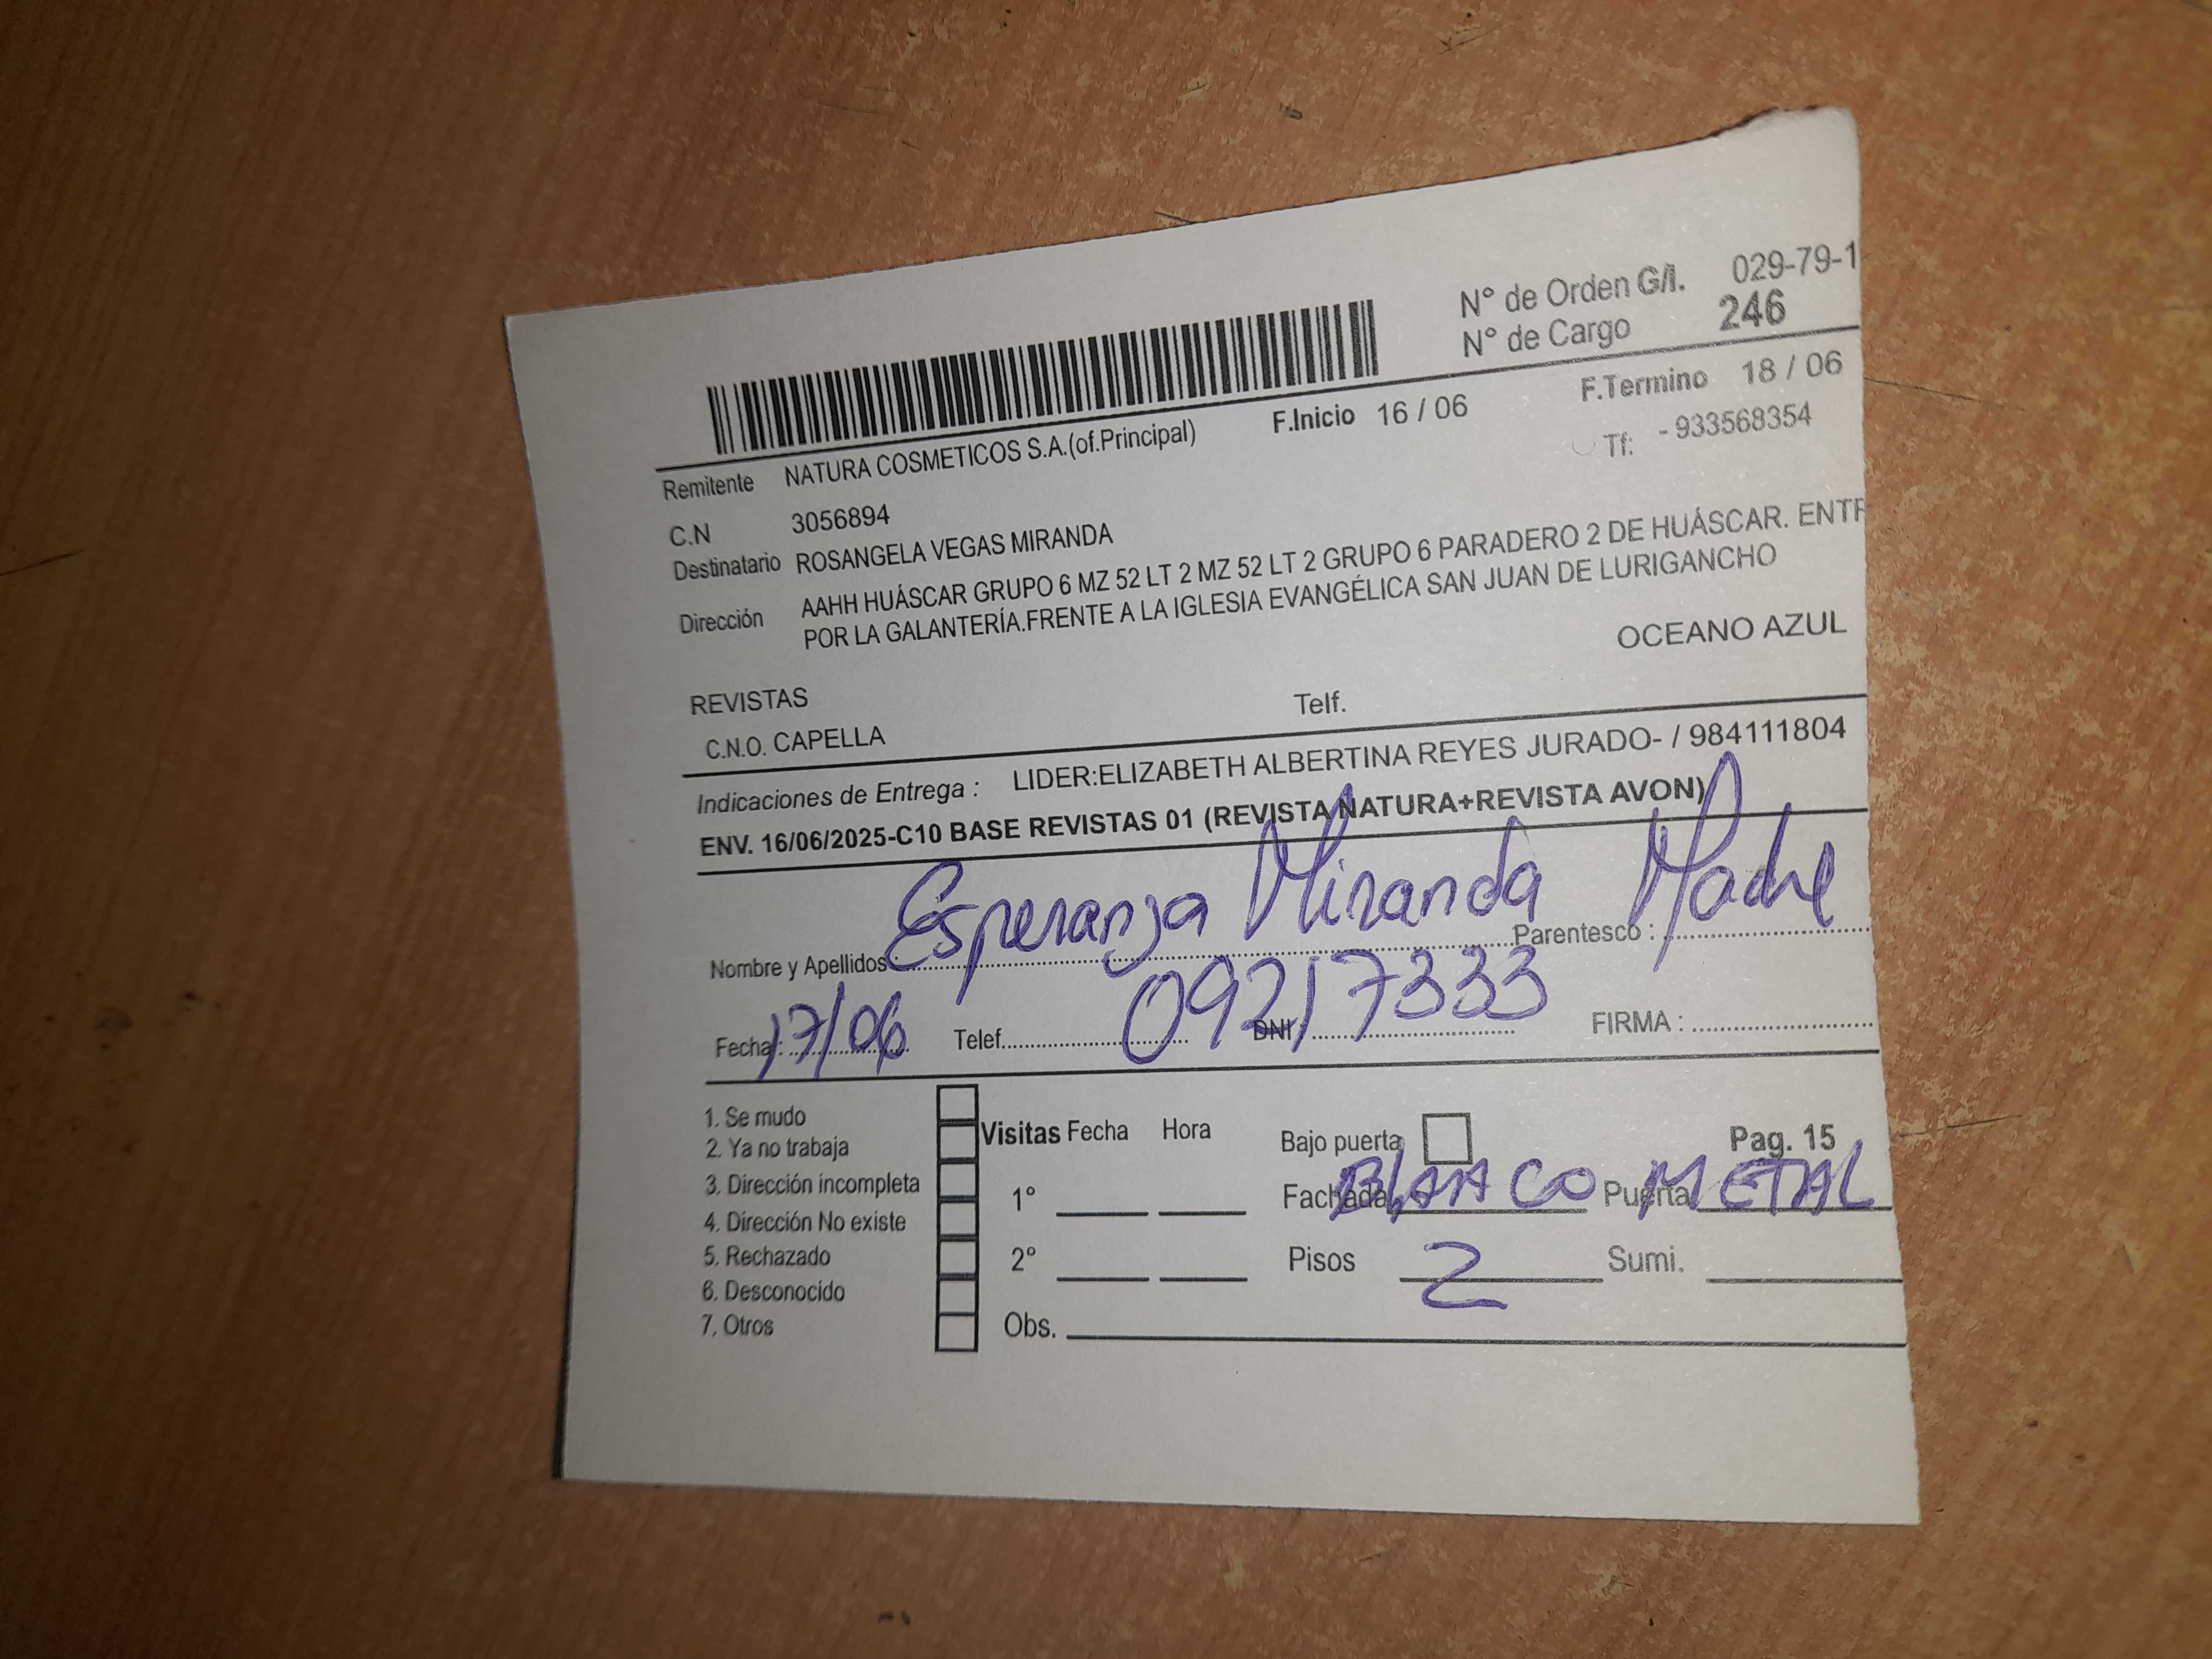 N° de Orden G/I. 029-79-1
N° de Cargo 246
F.Inicio 16 / 06 F.Termino 18 / 06
Remitente NATURA COSMETICOS S.A.(of.Principal) Tf: - 933568354
C.N 3056894
Destinatario ROSANGELA VEGAS MIRANDA
Dirección AAHH HUÁSCAR GRUPO 6 MZ 52 LT 2 MZ 52 LT 2 GRUPO 6 PARADERO 2 DE HUÁSCAR. ENTR
POR LA GALANTERÍA.FRENTE A LA IGLESIA EVANGÉLICA SAN JUAN DE LURIGANCHO
OCEANO AZUL
REVISTAS Telf.
C.N.O. CAPELLA
Indicaciones de Entrega : LIDER:ELIZABETH ALBERTINA REYES JURADO- / 984111804
ENV. 16/06/2025-C10 BASE REVISTAS 01 (REVISTA NATURA+REVISTA AVON)
Nombre y Apellidos: Esperanza Miranda Parentesco : Madre
Fecha: 17/06 Telef. DNI: 09217333 FIRMA :
1. Se mudo
2. Ya no trabaja
3. Dirección incompleta
4. Dirección No existe
5. Rechazado
6. Desconocido
7. Otros
Visitas Fecha Hora
1°
2°
Obs.
Bajo puerta Pag. 15
Fachada BlANCO Puerta METAL
Pisos 2 Sumi.